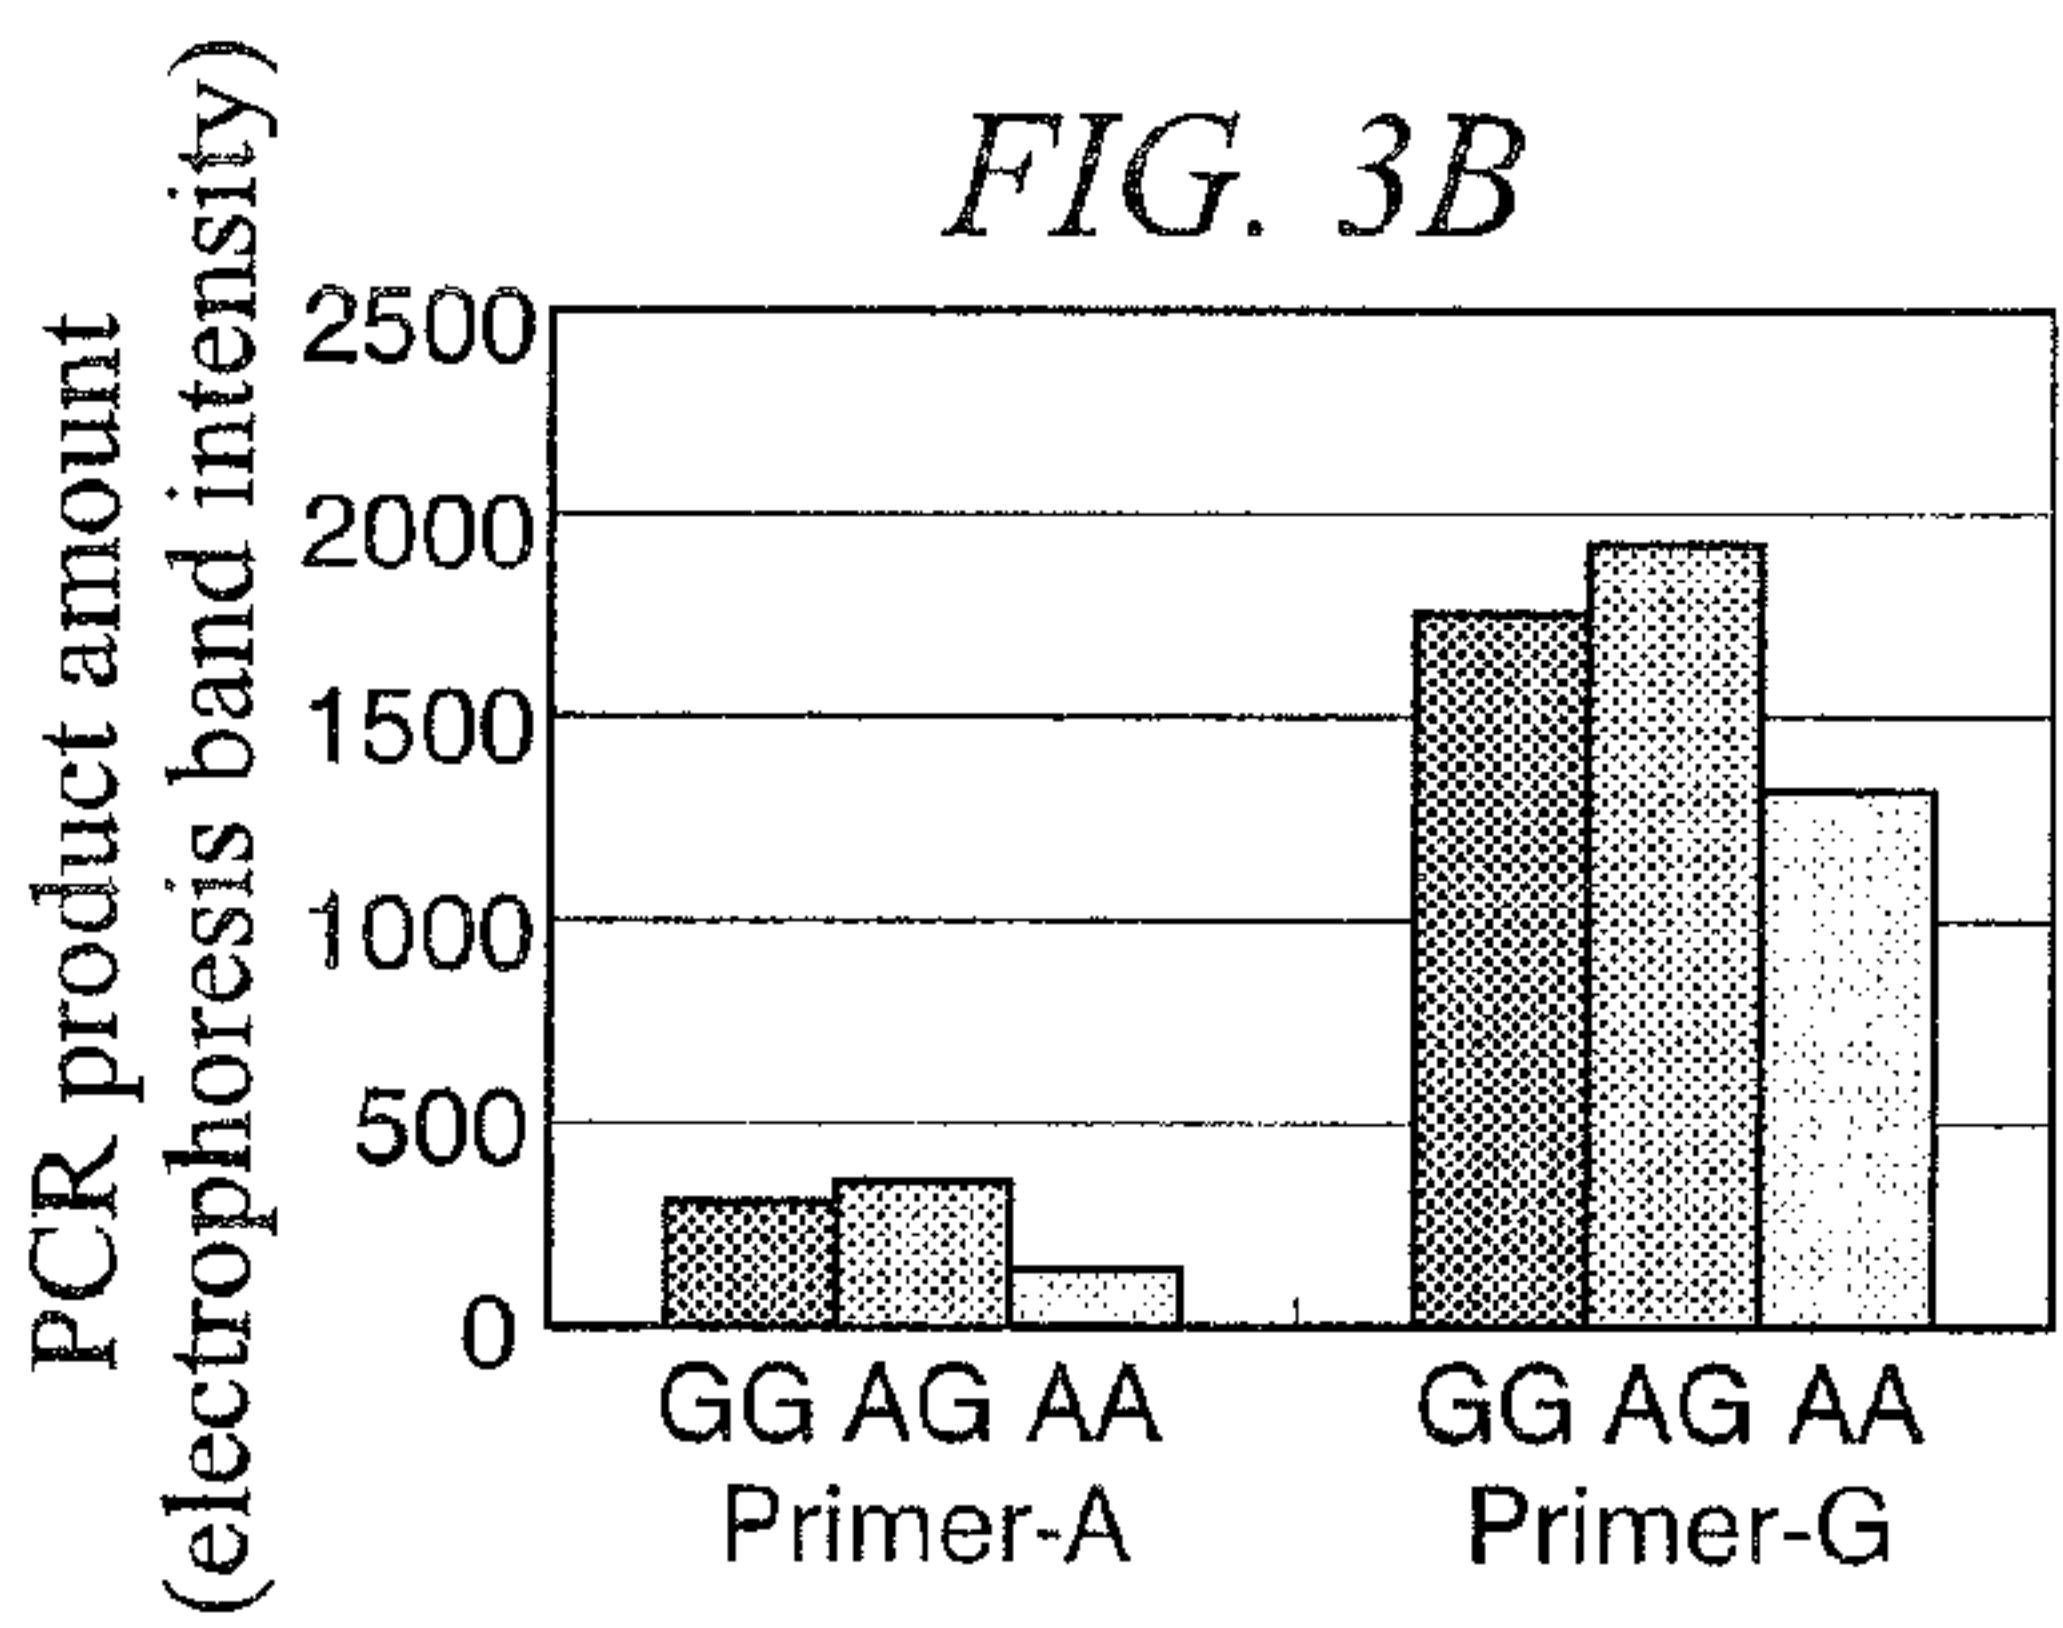 FIG. 3B
PCR product amount
(electrophoresis band intensity)
2500
2000
1500
1000
500
0
GG AG AA GG AG AA
Primer-A Primer-G